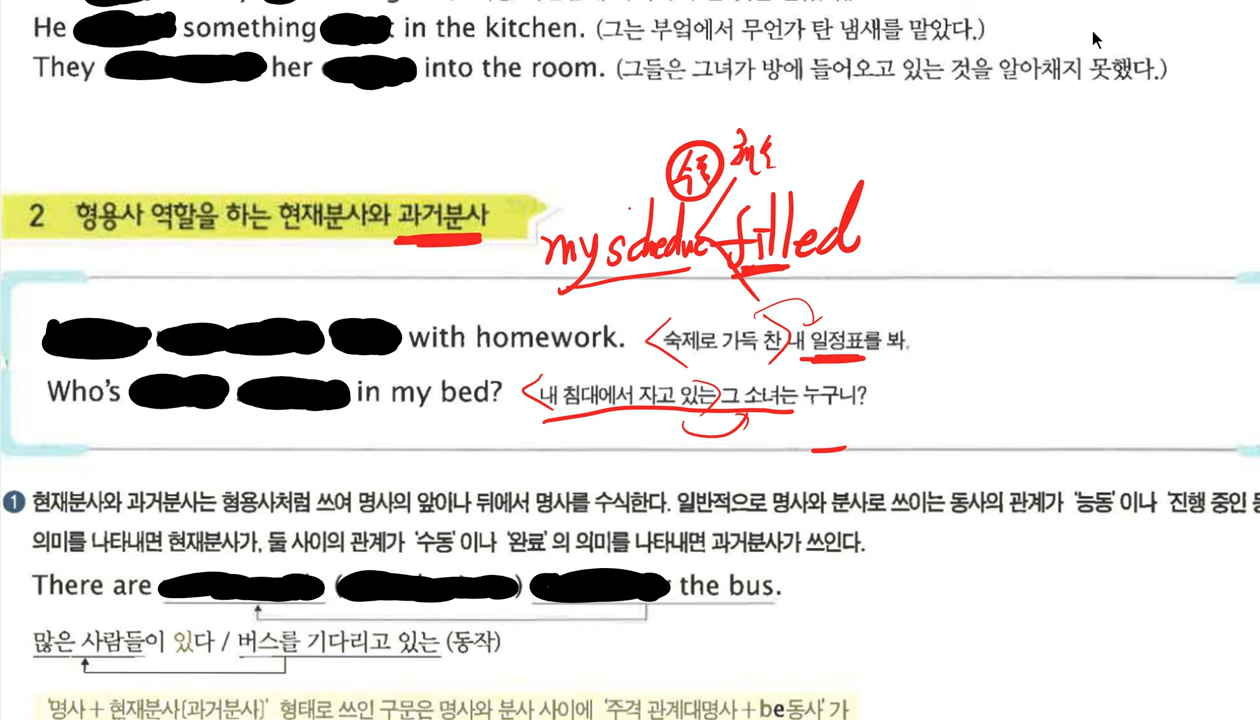 He something in the kitchen. (그는 부엌에서 무언가 탄 냄새를 맡았다.)
They her into the room. (그들은 그녀가 방에 들어오고 있는 것을 알아채지 못했다.)
수동
2 형용사 역할을 하는 현재분사와 과거분사
my schedule filled
with homework. 숙제로 가득 찬 내 일정표를 봐.
Who's in my bed? 내 침대에서 자고 있는 그 소녀는 누구니?
1 현재분사와 과거분사는 형용사처럼 쓰여 명사의 앞이나 뒤에서 명사를 수식한다. 일반적으로 명사와 분사로 쓰이는 동사의 관계가 '능동'이나 '진행 중인
의미를 나타내면 현재분사가, 둘 사이의 관계가 '수동'이나 '완료'의 의미를 나타내면 과거분사가 쓰인다.
There are ( ) the bus.
많은 사람들이 있다 / 버스를 기다리고 있는 (동작)
'명사+현재분사[과거분사]' 형태로 쓰인 구문은 명사와 분사 사이에 '주격 관계대명사+be동사'가